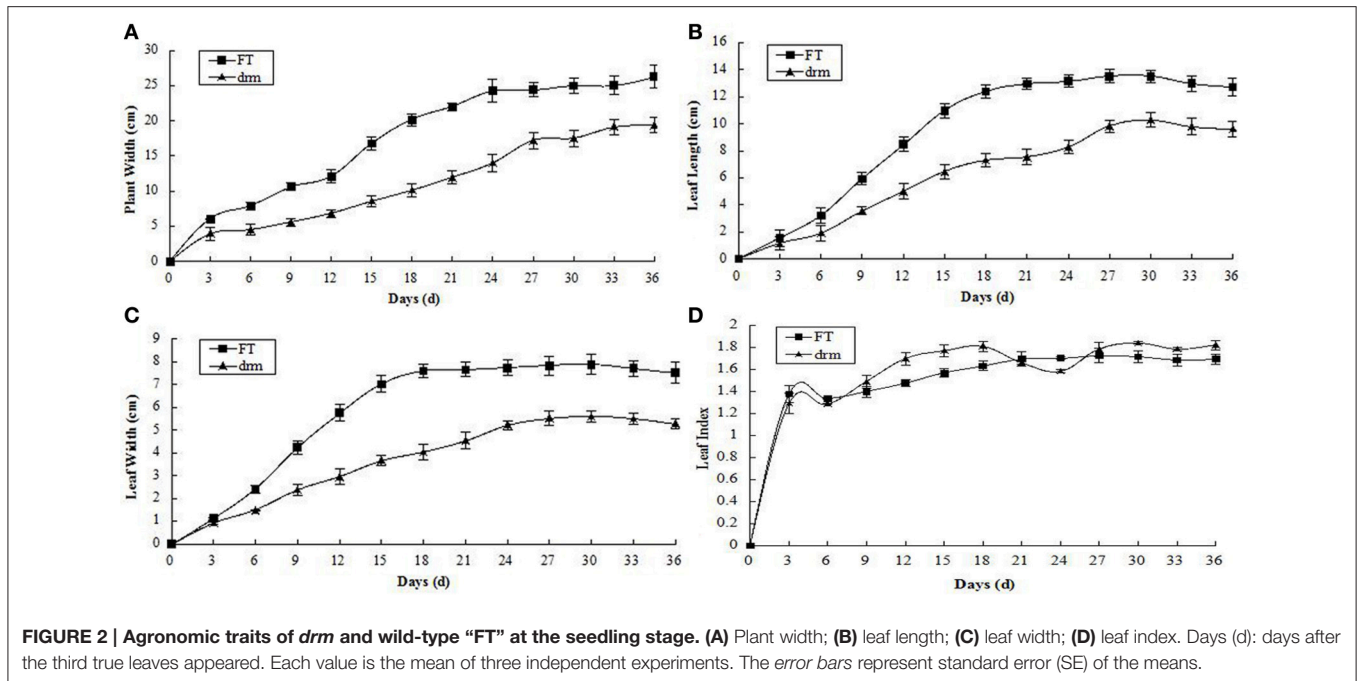 A
30
25
20
15
10
5
0
Plant Width (cm)
FT
drm
0 3 6 9 12 15 18 21 24 27 30 33 36
Days (d)
B
16
14
12
10
8
6
4
2
0
Leaf Length (cm)
FT
drm
0 3 6 9 12 15 18 21 24 27 30 33 36
Days (d)
C
9
8
7
6
5
4
3
2
1
0
Leaf Width (cm)
FT
drm
0 3 6 9 12 15 18 21 24 27 30 33 36
Days (d)
D
2
1.8
1.6
1.4
1.2
1
0.8
0.6
0.4
0.2
0
Leaf Index
FT
drm
0 3 6 9 12 15 18 21 24 27 30 33 36
Days (d)
FIGURE 2 | Agronomic traits of drm and wild-type “FT” at the seedling stage. (A) Plant width; (B) leaf length; (C) leaf width; (D) leaf index. Days (d): days after
the third true leaves appeared. Each value is the mean of three independent experiments. The error bars represent standard error (SE) of the means.